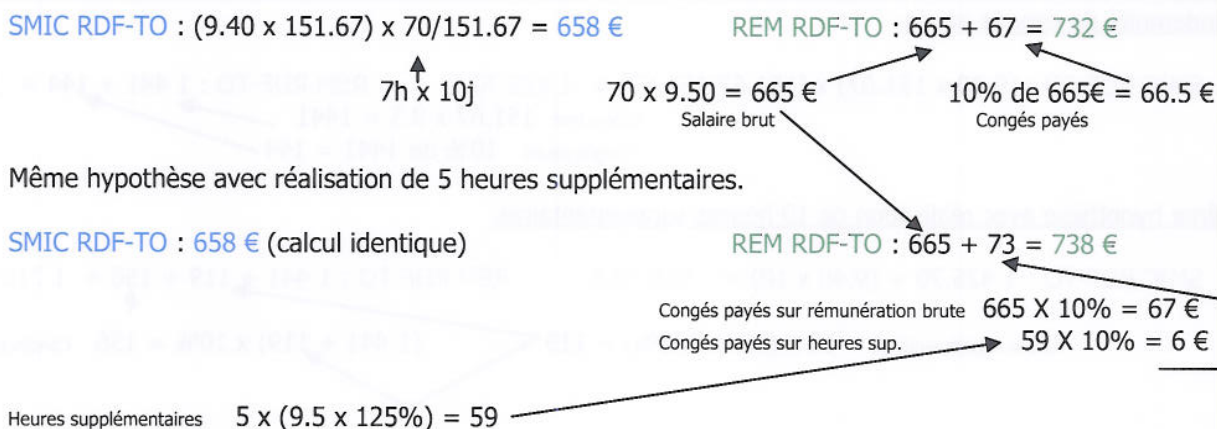 SMIC RDF-TO : (9.40 x 151.67) x 70/151.67 = 658 € REM RDF-TO : 665 + 67 = 732 €
7h x 10j 70 x 9.50 = 665 € 10% de 665€ = 66.5 €
Salaire brut Congés payés
Même hypothèse avec réalisation de 5 heures supplémentaires.
SMIC RDF-TO : 658 € (calcul identique) REM RDF-TO : 665 + 73 = 738 €
Congés payés sur rémunération brute 665 X 10% = 67 €
Congés payés sur heures sup. 59 X 10% = 6 €
Heures supplémentaires 5 x (9.5 x 125%) = 59